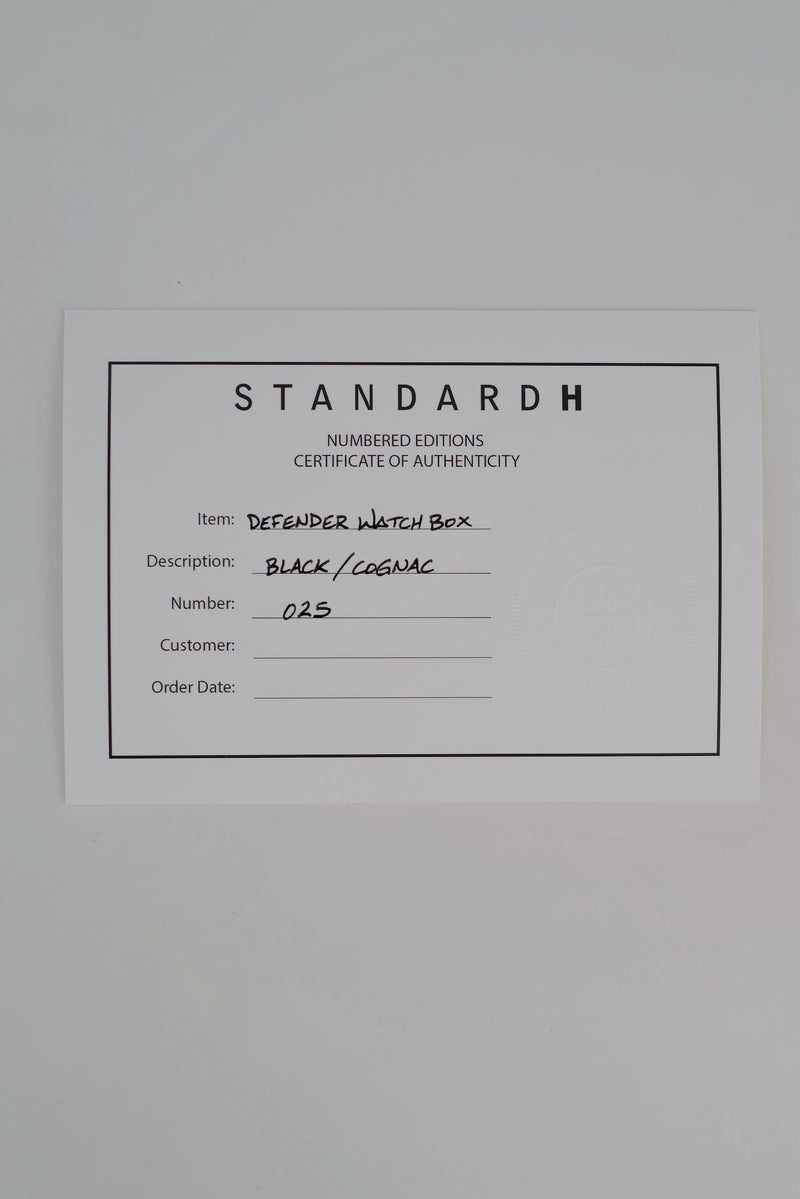 STANDARDH
NUMBERED EDITIONS
CERTIFICATE OF AUTHENTICITY
Item: DEFENDER WATCH BOX
Description: BLACK/COGNAC
Number: 025
Customer:
Order Date: